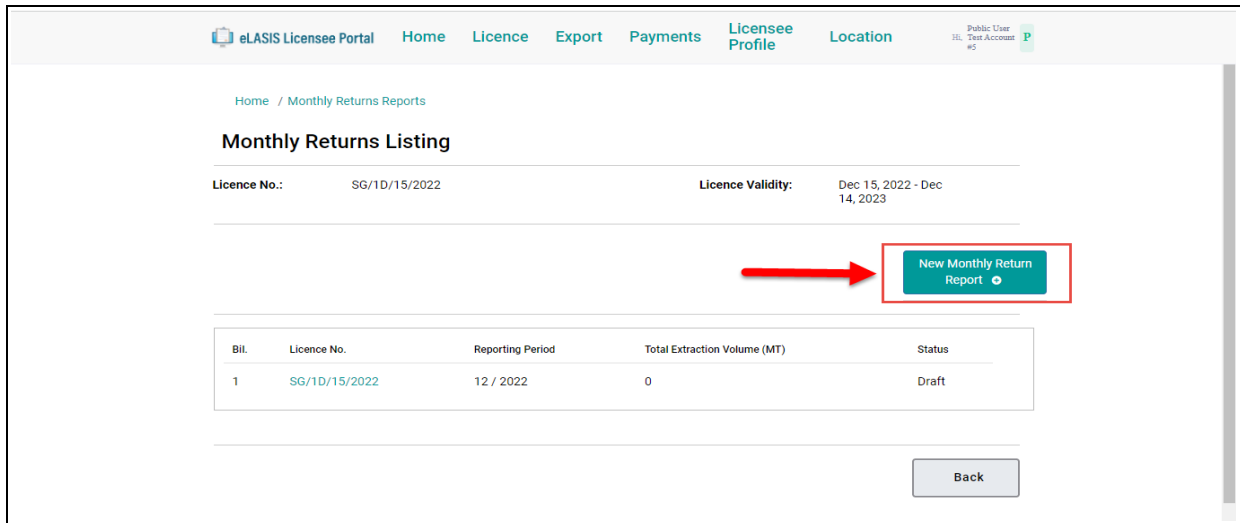 eLASIS Licensee Portal Home Licence Export Payments Licensee Profile Location Hi, Public User Test Account #5 P
Home / Monthly Returns Reports
Monthly Returns Listing
Licence No.: SG/1D/15/2022 Licence Validity: Dec 15, 2022 - Dec
14, 2023
New Monthly Return
Report
Bil. Licence No. Reporting Period Total Extraction Volume (MT) Status
1 SG/1D/15/2022 12 / 2022 0 Draft
Back